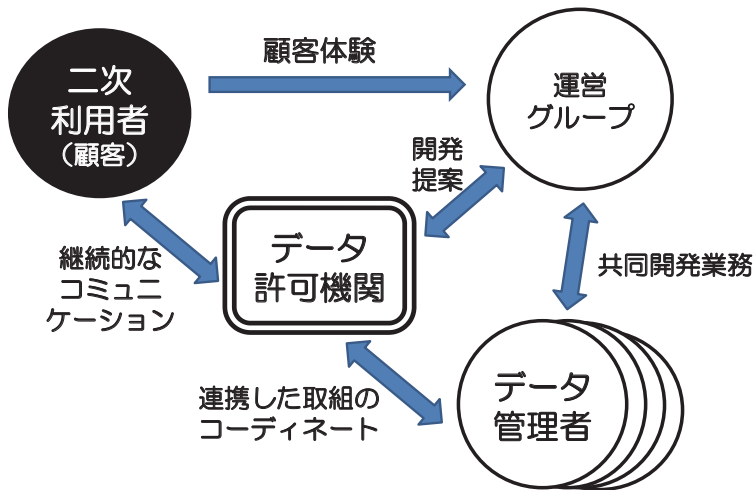 二次
利用者
（顧客）
顧客体験
運営
グループ
開発
提案
データ
許可機関
継続的な
コミュニ
ケーション
共同開発業務
連携した取組の
コーディネート
データ
管理者